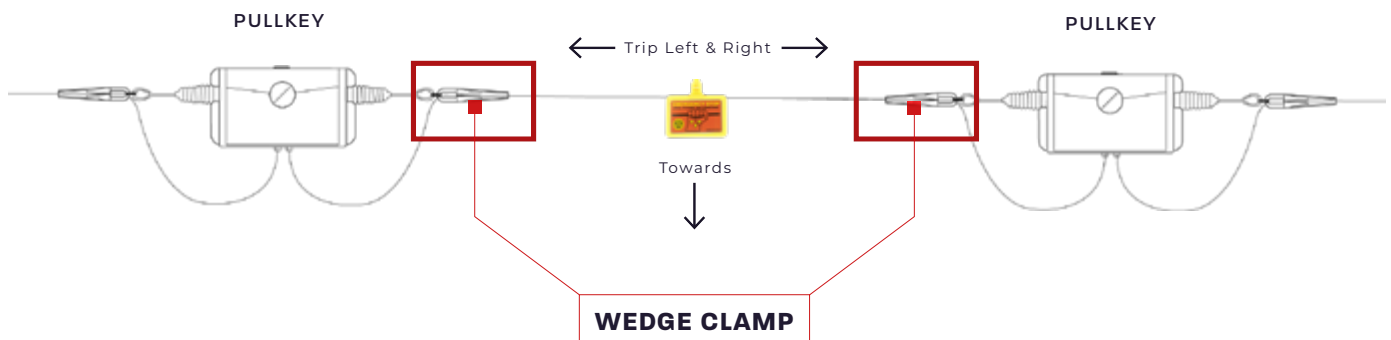 PULLKEY
PULLKEY
Trip Left & Right
Towards
WEDGE CLAMP